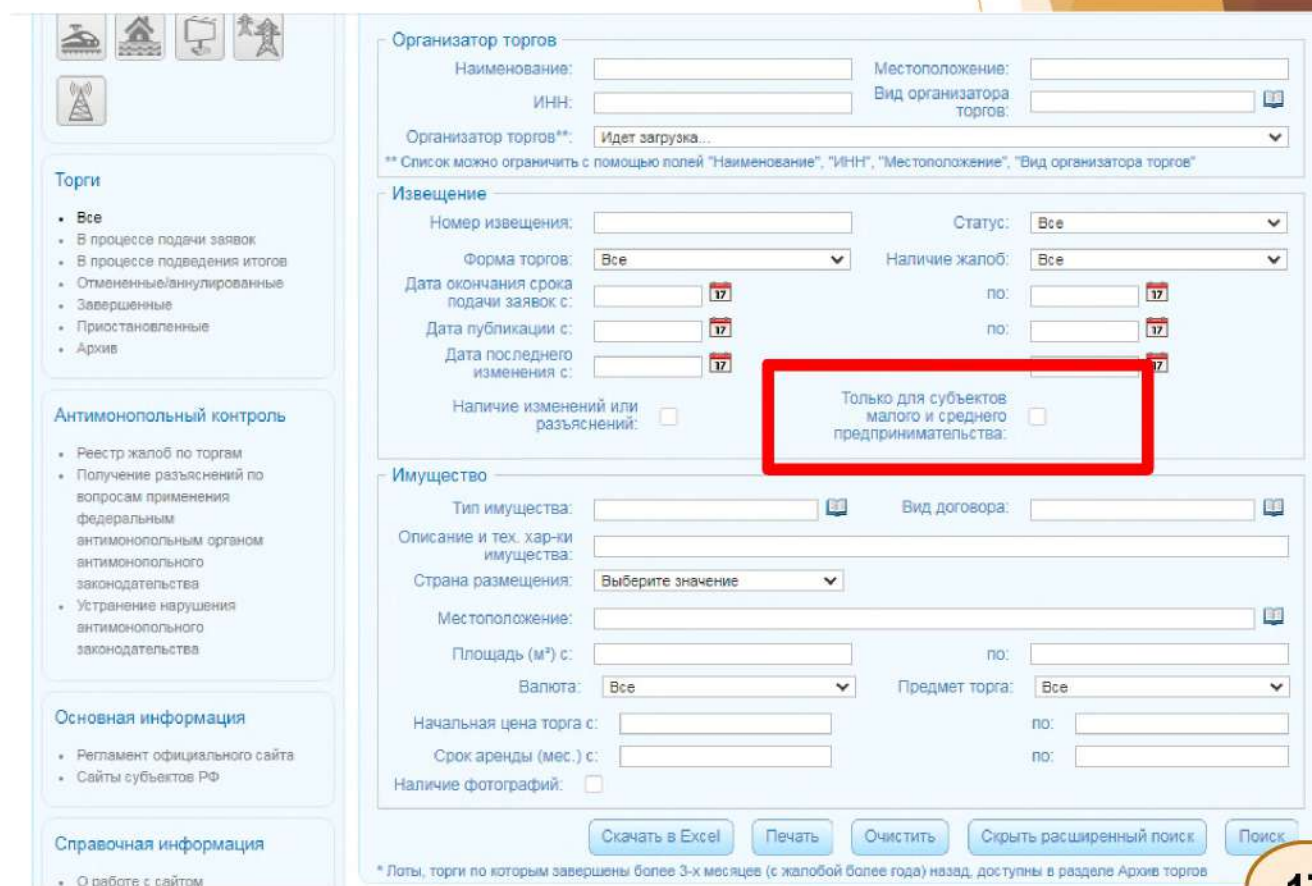 Торги
• Все
• В процессе подачи заявок
• В процессе подведения итогов
• Отмененные/аннулированные
• Завершенные
• Приостановленные
• Архив
Антимонопольный контроль
• Реестр жалоб по торгам
• Получение разъяснений по
вопросам применения
федеральным
антимонопольным органом
антимонопольного
законодательства
• Устранение нарушения
антимонопольного
законодательства
Основная информация
• Регламент официального сайта
• Сайты субъектов РФ
Справочная информация
• О работе с сайтом
Организатор торгов
Наименование: Местоположение:
ИНН: Вид организатора
торгов:
Организатор торгов**: Идет загрузка...
** Список можно ограничить с помощью полей "Наименование", "ИНН", "Местоположение", "Вид организатора торгов"
Извещение
Номер извещения: Статус: Все
Форма торгов: Все Наличие жалоб: Все
Дата окончания срока
подачи заявок с: 17 по: 17
Дата публикации с: 17 по: 17
Дата последнего
изменения с: 17 17
Наличие изменений или
разъяснений:
Только для субъектов
малого и среднего
предпринимательства:
Имущество
Тип имущества: Вид договора:
Описание и тех. хар-ки
имущества:
Страна размещения: Выберите значение
Местоположение:
Площадь (м²) с: по:
Валюта: Все Предмет торга: Все
Начальная цена торга с: по:
Срок аренды (мес.) с: по:
Наличие фотографий:
Скачать в Excel Печать Очистить Скрыть расширенный поиск Поиск
* Лоты, торги по которым завершены более 3-х месяцев (с жалобой более года) назад, доступны в разделе Архив торгов